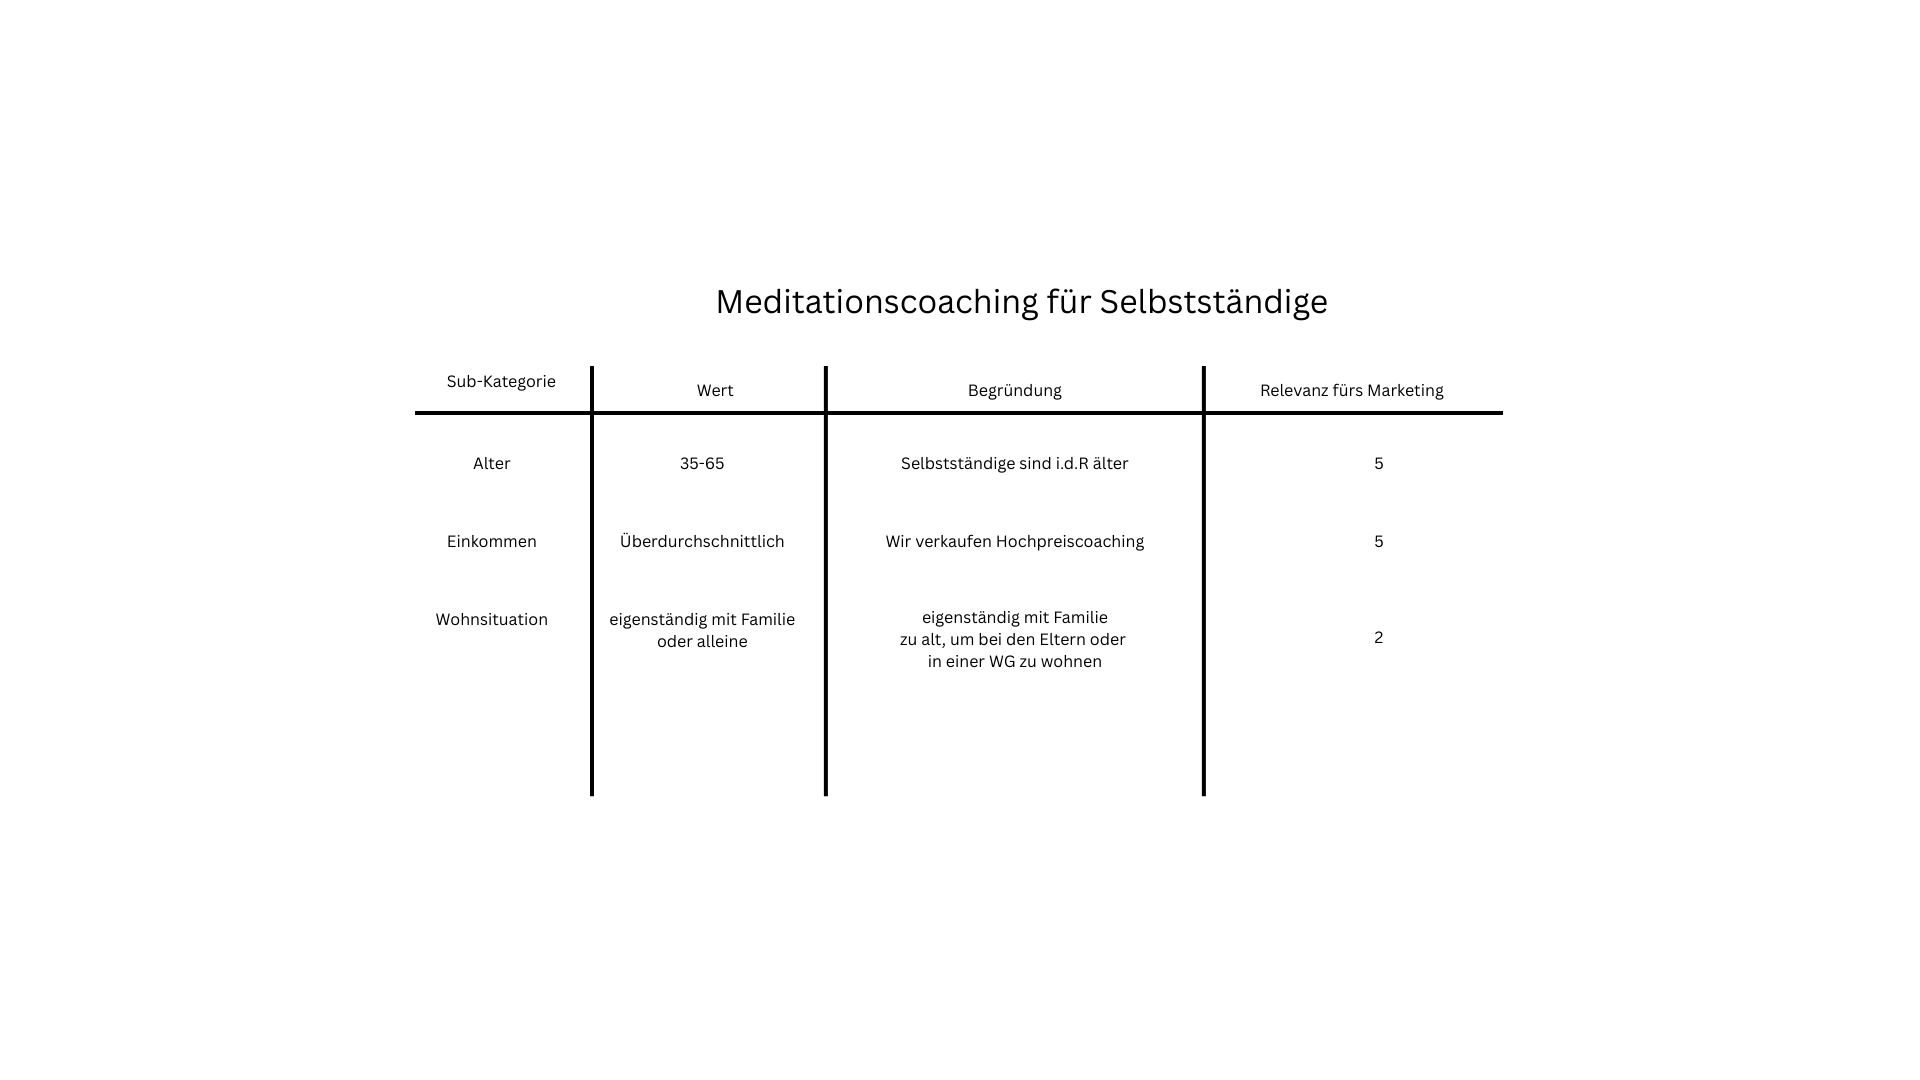 Meditationscoaching für Selbstständige
Sub-Kategorie
Wert
Begründung
Relevanz fürs Marketing
Alter
35-65
Selbstständige sind i.d.R älter
5
Einkommen
Überdurchschnittlich
Wir verkaufen Hochpreiscoaching
5
Wohnsituation
eigenständig mit Familie
oder alleine
eigenständig mit Familie
zu alt, um bei den Eltern oder
in einer WG zu wohnen
2